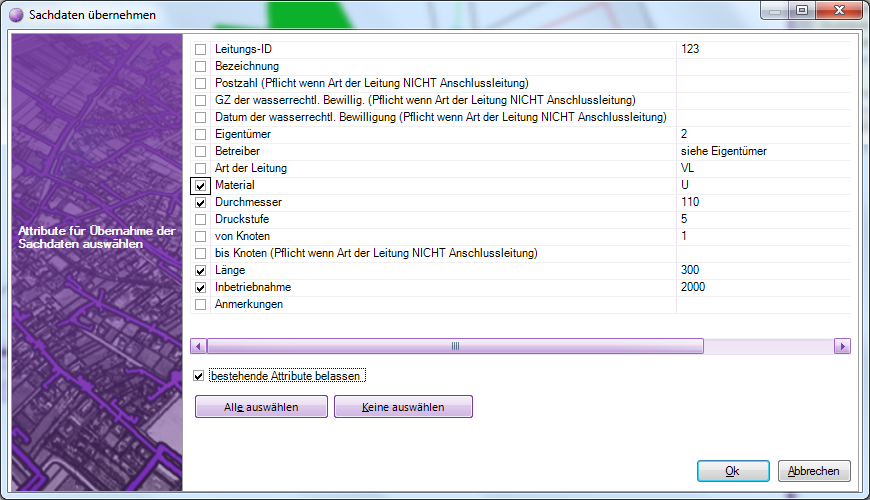 Sachdaten übernehmen
Attribute für Übernahme der
Sachdaten auswählen
Leitungs-ID 123
Bezeichnung
Postzahl (Pflicht wenn Art der Leitung NICHT Anschlussleitung)
GZ der wasserrechtl. Bewillig. (Pflicht wenn Art der Leitung NICHT Anschlussleitung)
Datum der wasserrechtl. Bewilligung (Pflicht wenn Art der Leitung NICHT Anschlussleitung)
Eigentümer 2
Betreiber siehe Eigentümer
Art der Leitung VL
Material U
Durchmesser 110
Druckstufe 5
von Knoten 1
bis Knoten (Pflicht wenn Art der Leitung NICHT Anschlussleitung)
Länge 300
Inbetriebnahme 2000
Anmerkungen
bestehende Attribute belassen
Alle auswählen Keine auswählen
Ok Abbrechen